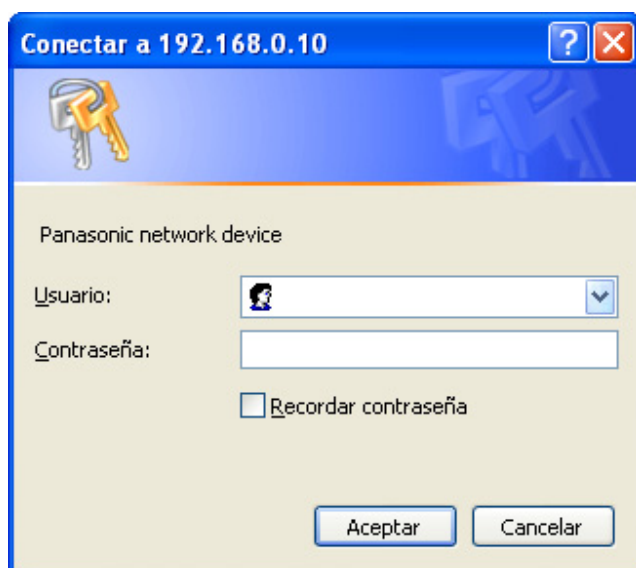 Conectar a 192.168.0.10
Panasonic network device
Usuario:
Contraseña:
Recordar contraseña
Aceptar Cancelar